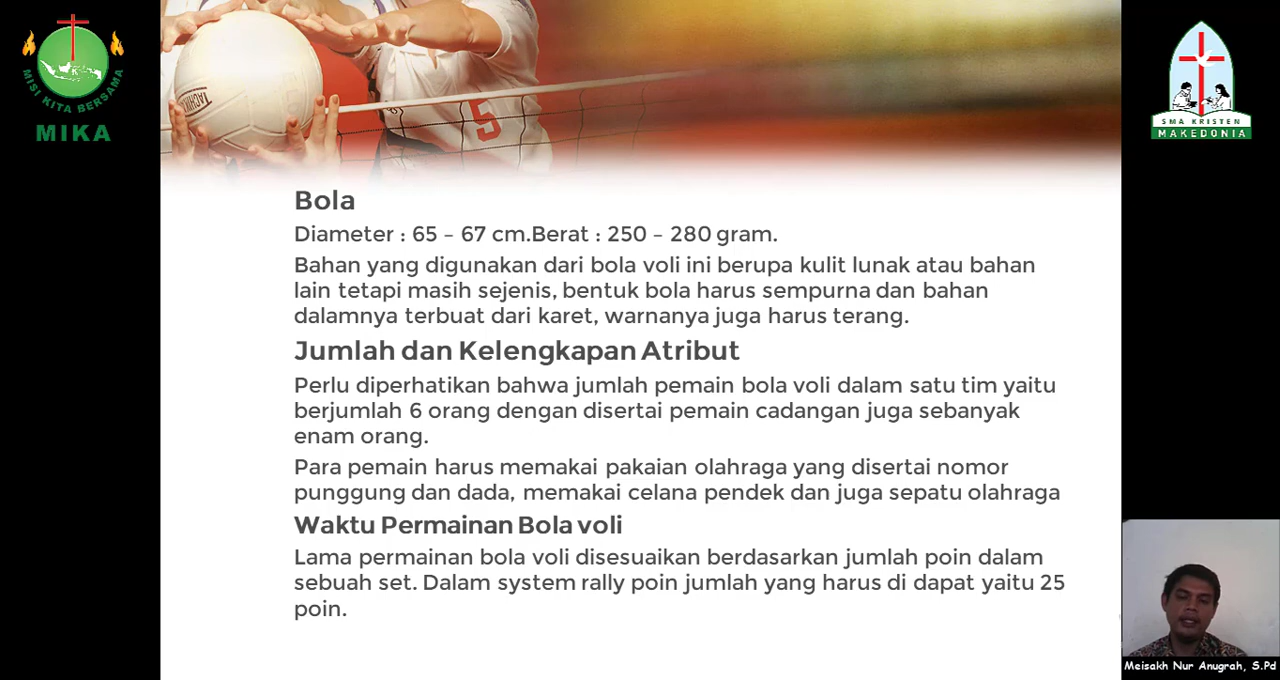 MISI KITA BERSAMA
MIKA
TACHIKARA
5
SMA KRISTEN
MAKEDONIA
Bola
Diameter : 65 – 67 cm.Berat : 250 – 280 gram.
Bahan yang digunakan dari bola voli ini berupa kulit lunak atau bahan
lain tetapi masih sejenis, bentuk bola harus sempurna dan bahan
dalamnya terbuat dari karet, warnanya juga harus terang.
Jumlah dan Kelengkapan Atribut
Perlu diperhatikan bahwa jumlah pemain bola voli dalam satu tim yaitu
berjumlah 6 orang dengan disertai pemain cadangan juga sebanyak
enam orang.
Para pemain harus memakai pakaian olahraga yang disertai nomor
punggung dan dada, memakai celana pendek dan juga sepatu olahraga
Waktu Permainan Bola voli
Lama permainan bola voli disesuaikan berdasarkan jumlah poin dalam
sebuah set. Dalam system rally poin jumlah yang harus di dapat yaitu 25
poin.
Meisakh Nur Anugrah, S.Pd